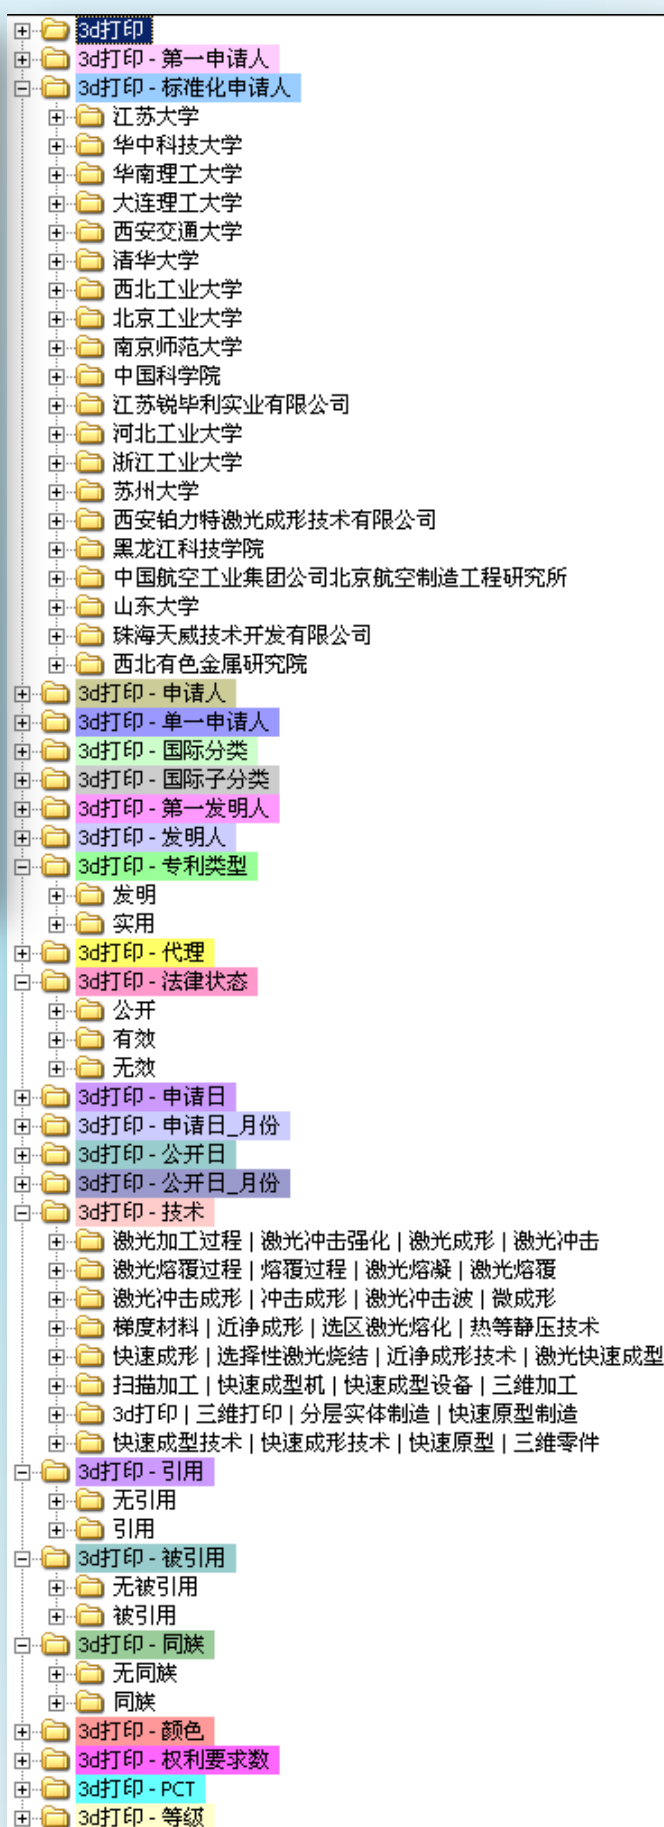 3d打印
3d打印 - 第一申请人
3d打印 - 标准化申请人
江苏大学
华中科技大学
华南理工大学
大连理工大学
西安交通大学
清华大学
西北工业大学
北京工业大学
南京师范大学
中国科学院
江苏锐毕利实业有限公司
河北工业大学
浙江工业大学
苏州大学
西安铂力特激光成形技术有限公司
黑龙江科技学院
中国航空工业集团公司北京航空制造工程研究所
山东大学
珠海天威技术开发有限公司
西北有色金属研究院
3d打印 - 申请人
3d打印 - 单一申请人
3d打印 - 国际分类
3d打印 - 国际子分类
3d打印 - 第一发明人
3d打印 - 发明人
3d打印 - 专利类型
发明
实用
3d打印 - 代理
3d打印 - 法律状态
公开
有效
无效
3d打印 - 申请日
3d打印 - 申请日_月份
3d打印 - 公开日
3d打印 - 公开日_月份
3d打印 - 技术
激光加工过程 | 激光冲击强化 | 激光成形 | 激光冲击
激光熔覆过程 | 熔覆过程 | 激光熔凝 | 激光熔覆
激光冲击成形 | 冲击成形 | 激光冲击波 | 微成形
梯度材料 | 近净成形 | 选区激光熔化 | 热等静压技术
快速成形 | 选择性激光烧结 | 近净成形技术 | 激光快速成型
扫描加工 | 快速成型机 | 快速成型设备 | 三维加工
3d打印 | 三维打印 | 分层实体制造 | 快速原型制造
快速成型技术 | 快速成形技术 | 快速原型 | 三维零件
3d打印 - 引用
无引用
引用
3d打印 - 被引用
无被引用
被引用
3d打印 - 同族
无同族
同族
3d打印 - 颜色
3d打印 - 权利要求数
3d打印 - PCT
3d打印 - 等级